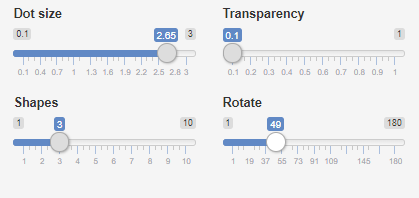 Dot size Transparency
0.1 2.65 3 0.1 1
0.1 0.4 0.7 1 1.3 1.6 1.9 2.2 2.5 2.8 3 0.1 0.2 0.3 0.4 0.5 0.6 0.7 0.8 0.9 1
Shapes Rotate
1 3 10 1 49 180
1 2 3 4 5 6 7 8 9 10 1 19 37 55 73 91 109 145 180